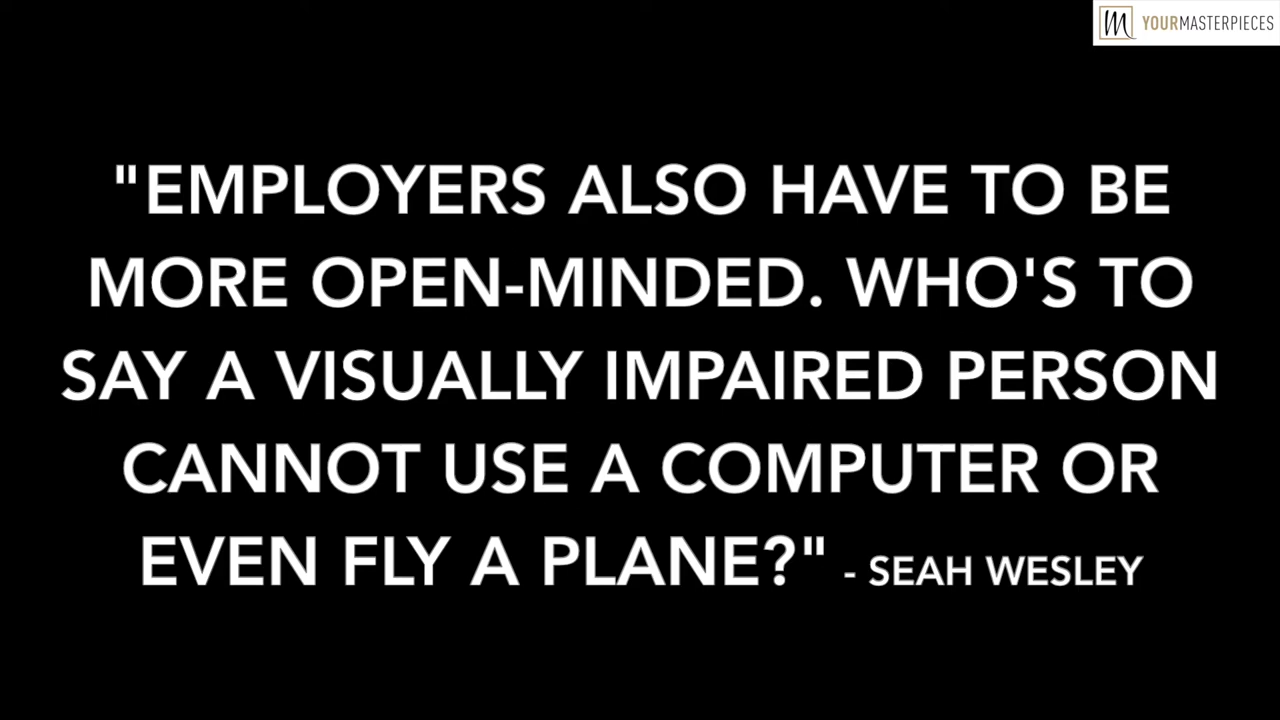 YOURMASTERPIECES
"EMPLOYERS ALSO HAVE TO BE
MORE OPEN-MINDED. WHO'S TO
SAY A VISUALLY IMPAIRED PERSON
CANNOT USE A COMPUTER OR
EVEN FLY A PLANE?" - SEAH WESLEY